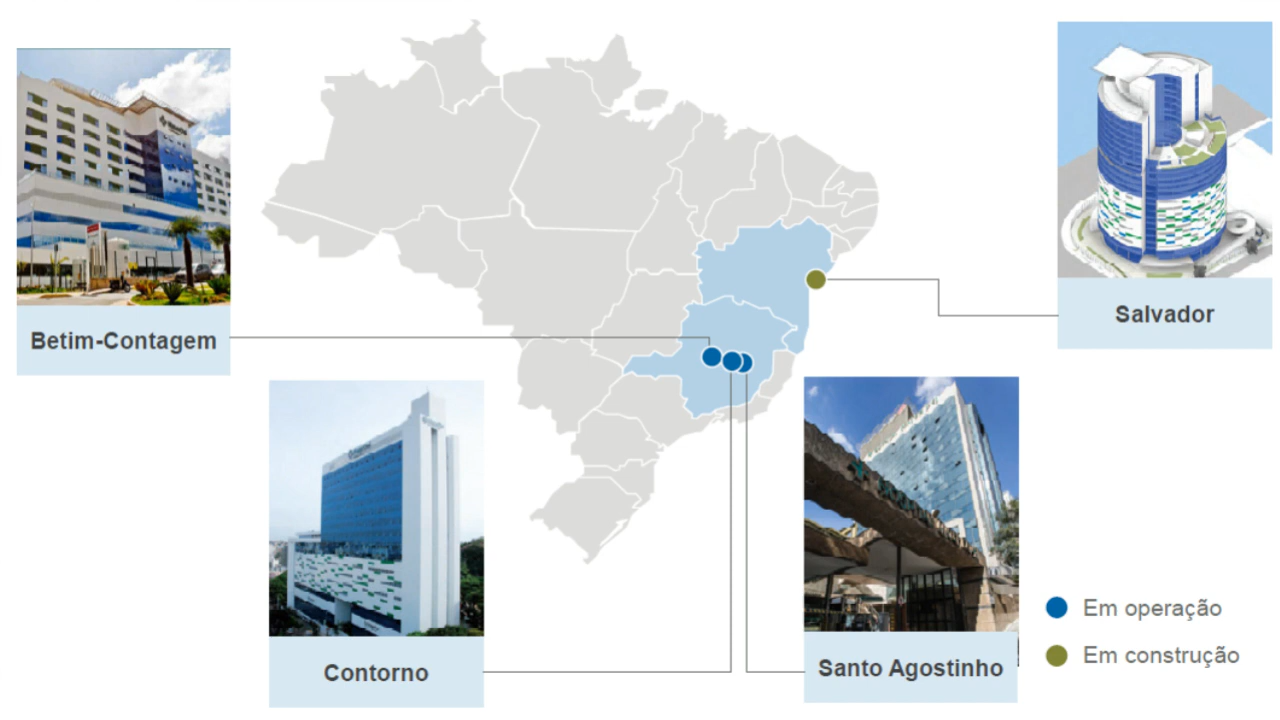 Betim-Contagem
Salvador
Contorno
Santo Agostinho
Em operação
Em construção